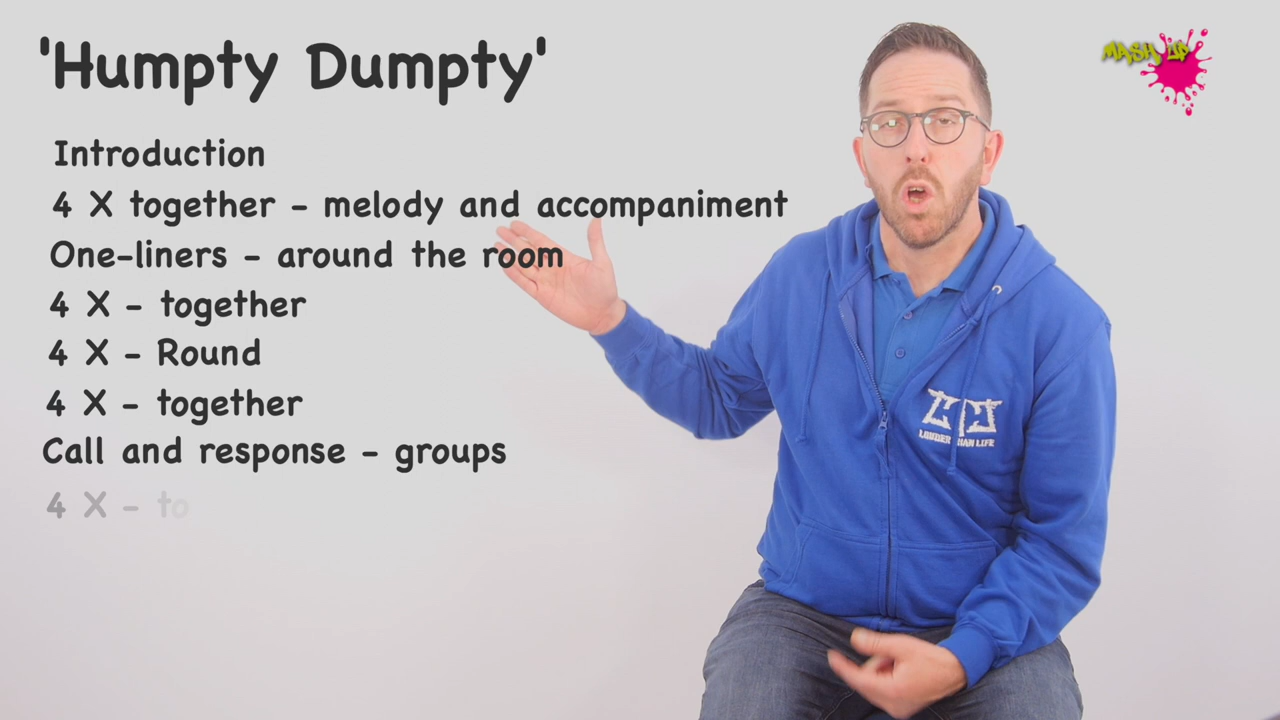 'Humpty Dumpty'
MASH UP
Introduction
4 X together - melody and accompaniment
One-liners - around the room
4 X - together
4 X - Round
4 X - together
Call and response - groups
4 X - to
LOUDER THAN LIFE